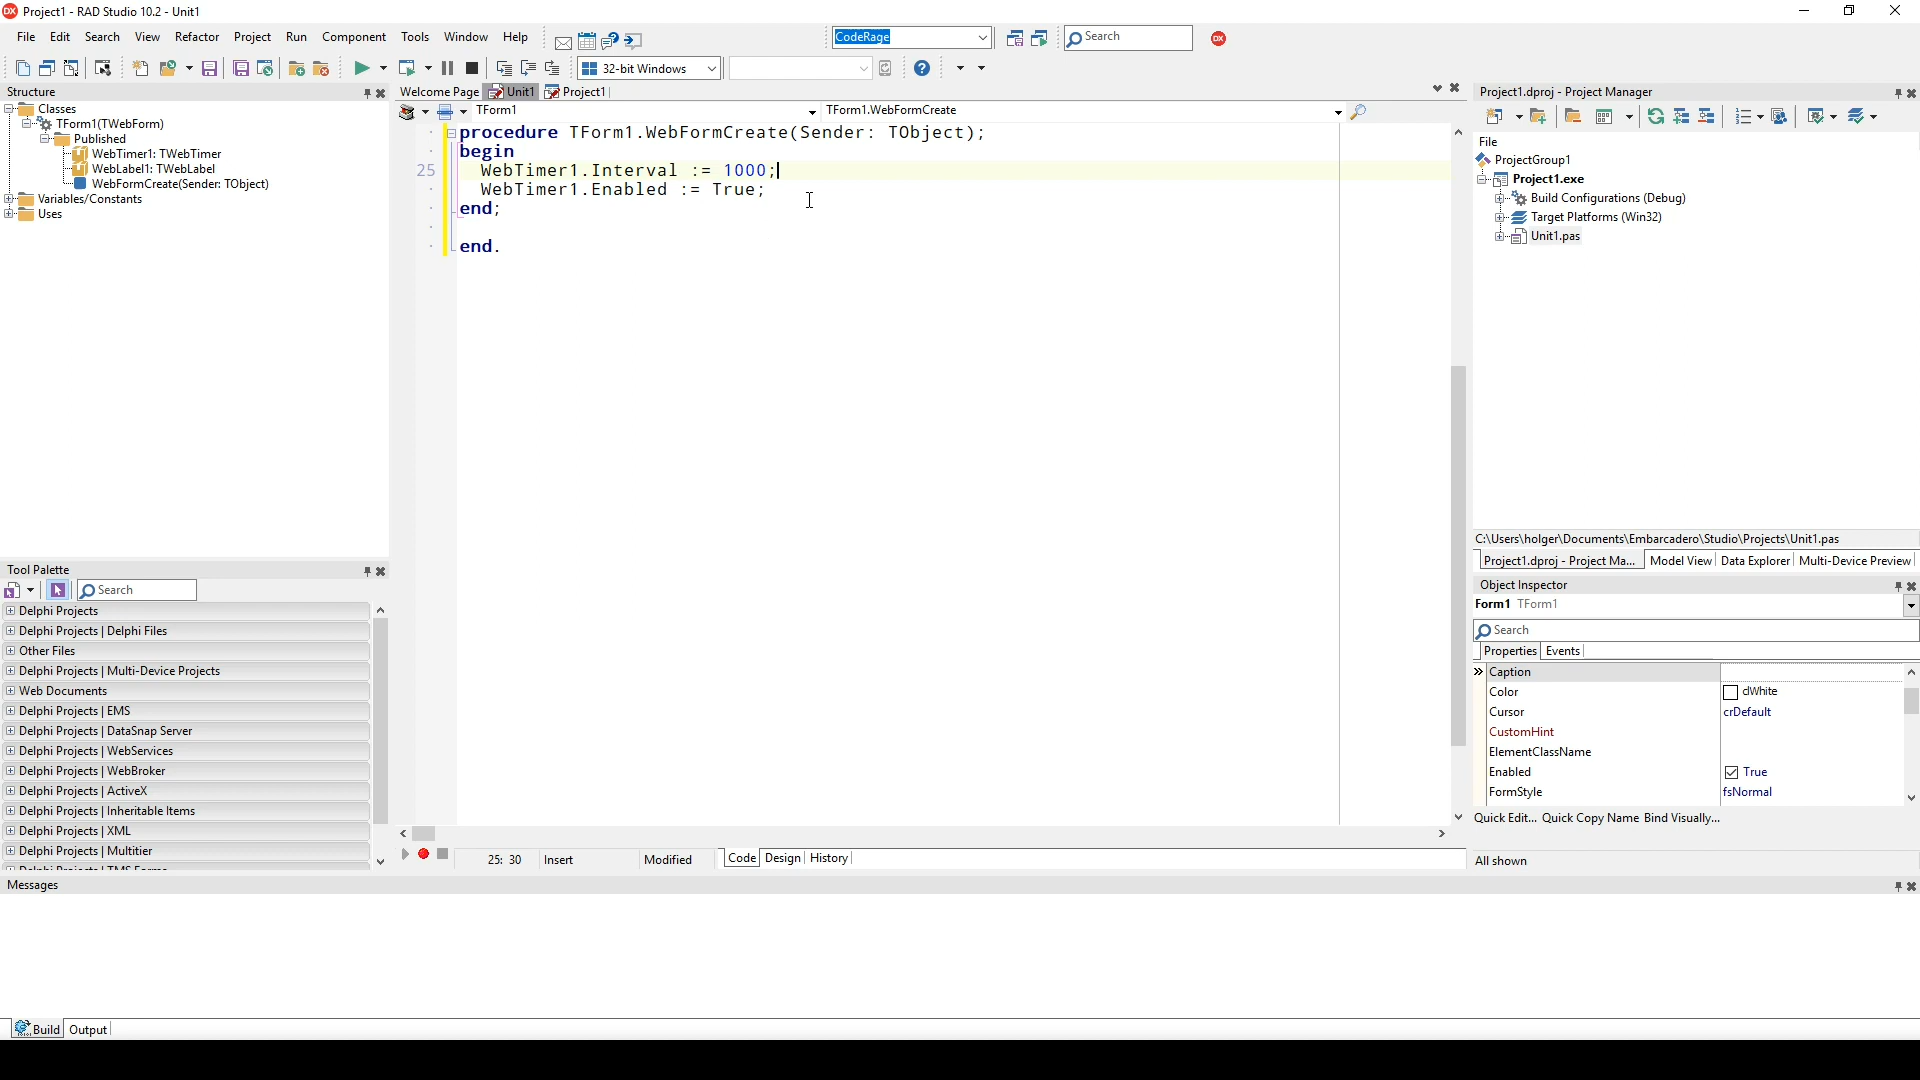 Project1 - RAD Studio 10.2 - Unit1
File Edit Search View Refactor Project Run Component Tools Window Help
CodeRage
Search
32-bit Windows
Structure
Classes
TForm1(TWebForm)
Published
WebTimer1: TWebTimer
WebLabel1: TWebLabel
WebFormCreate(Sender: TObject)
Variables/Constants
Uses
Tool Palette
Search
Delphi Projects
Delphi Projects | Delphi Files
Other Files
Delphi Projects | Multi-Device Projects
Web Documents
Delphi Projects | EMS
Delphi Projects | DataSnap Server
Delphi Projects | WebServices
Delphi Projects | WebBroker
Delphi Projects | ActiveX
Delphi Projects | Inheritable Items
Delphi Projects | XML
Delphi Projects | Multitier
Welcome Page Unit1 Project1
TForm1 TForm1.WebFormCreate
procedure TForm1.WebFormCreate(Sender: TObject);
begin
25 WebTimer1.Interval := 1000;
WebTimer1.Enabled := True;
end;
end.
25: 30 Insert Modified Code Design History
Project1.dproj - Project Manager
File
ProjectGroup1
Project1.exe
Build Configurations (Debug)
Target Platforms (Win32)
Unit1.pas
C:\Users\holger\Documents\Embarcadero\Studio\Projects\Unit1.pas
Project1.dproj - Project Ma... Model View Data Explorer Multi-Device Preview
Object Inspector
Form1 TForm1
Search
Properties Events
Caption
Color clWhite
Cursor crDefault
CustomHint
ElementClassName
Enabled True
FormStyle fsNormal
Quick Edit... Quick Copy Name Bind Visually...
All shown
Messages
Build Output